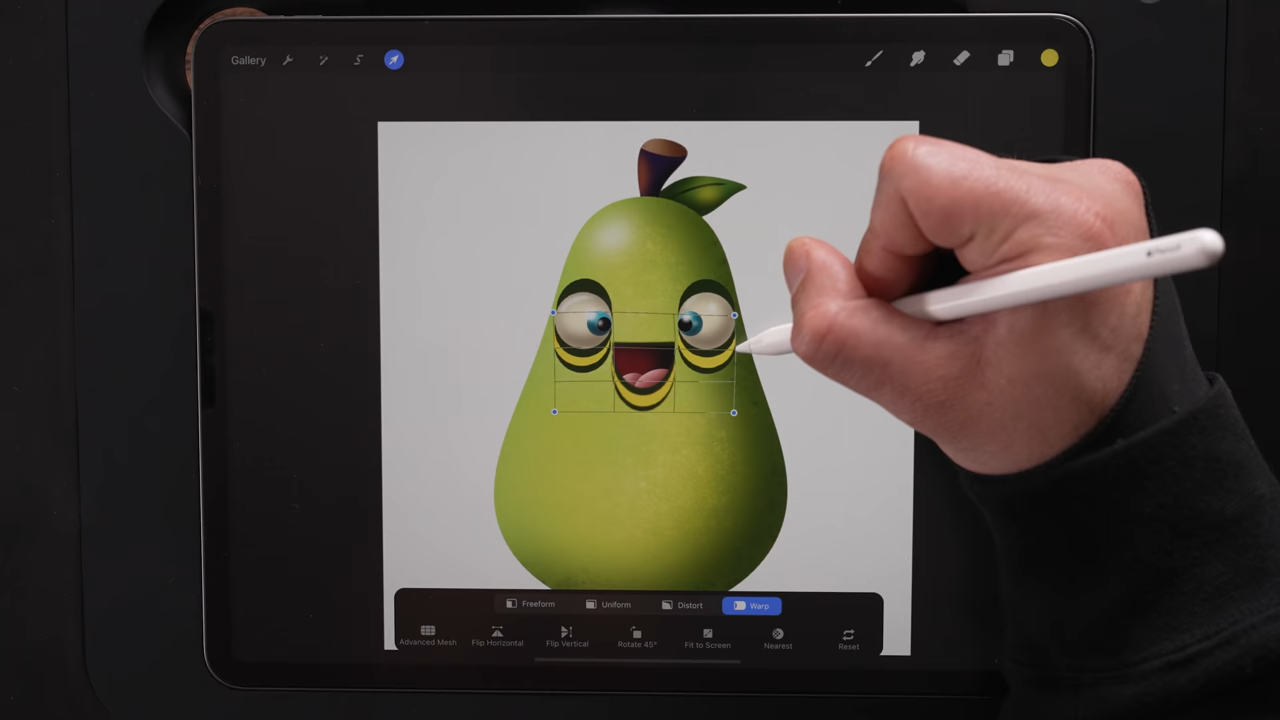 Gallery
Freeform Uniform Distort Warp
Advanced Mesh Flip Horizontal Flip Vertical Rotate 45° Fit to Screen Nearest Reset